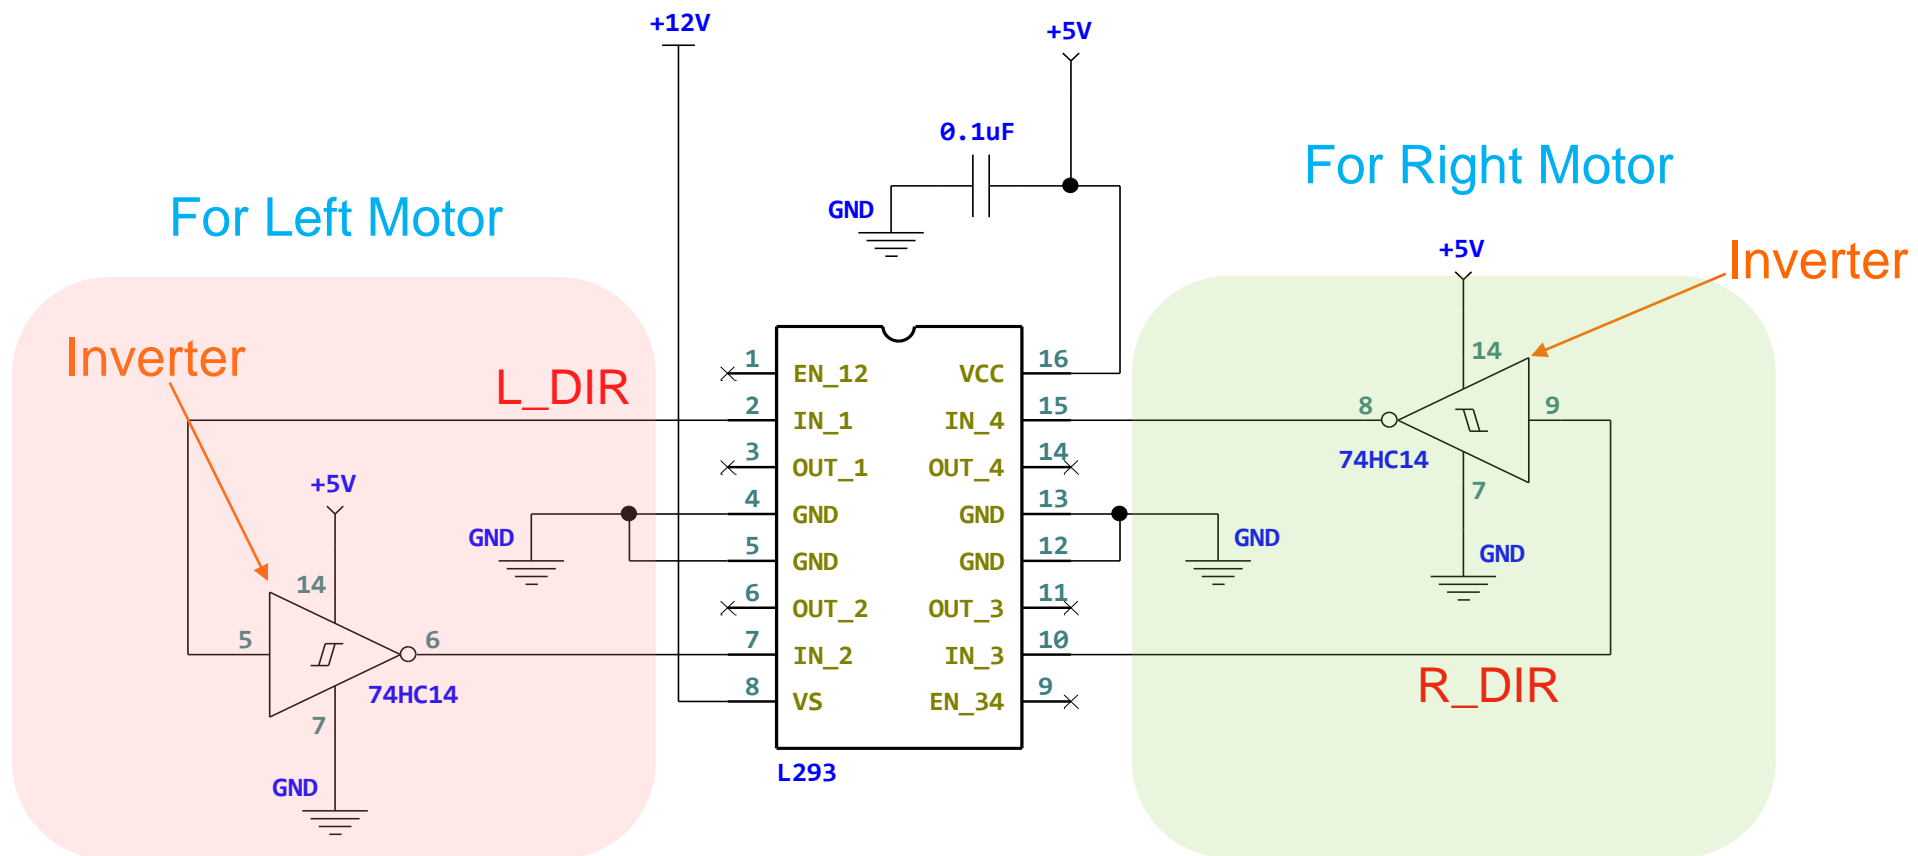 +12V
+5V
0.1uF
GND
For Left Motor
For Right Motor
+5V
Inverter
Inverter
L_DIR
1 EN_12 VCC 16
2 IN_1 IN_4 15
3 OUT_1 OUT_4 14
4 GND GND 13
5 GND GND 12
6 OUT_2 OUT_3 11
7 IN_2 IN_3 10
8 VS EN_34 9
L293
+5V
GND
14
5
6
74HC14
7
GND
14
8
9
74HC14
7
GND
GND
R_DIR